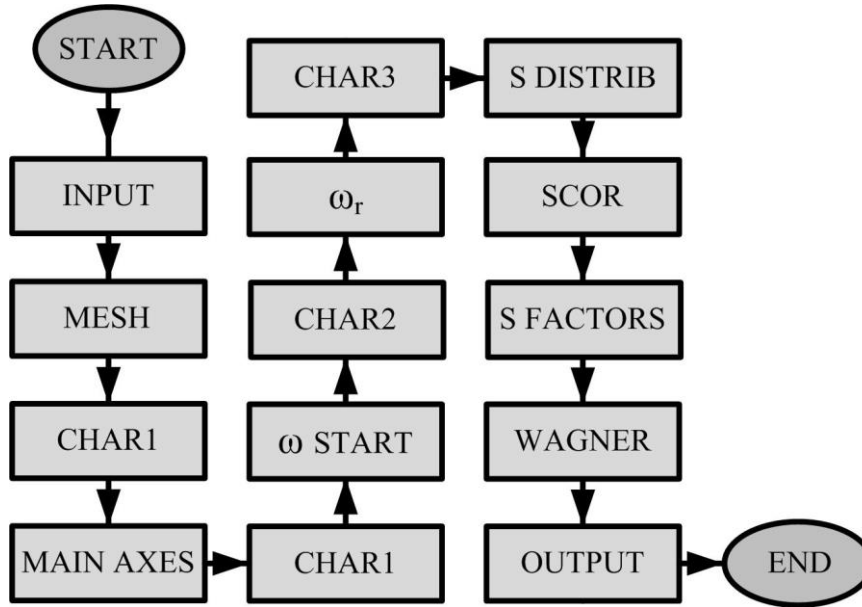 START
INPUT
MESH
CHAR1
MAIN AXES
CHAR1
ω START
CHAR2
ωr
CHAR3
S DISTRIB
SCOR
S FACTORS
WAGNER
OUTPUT
END